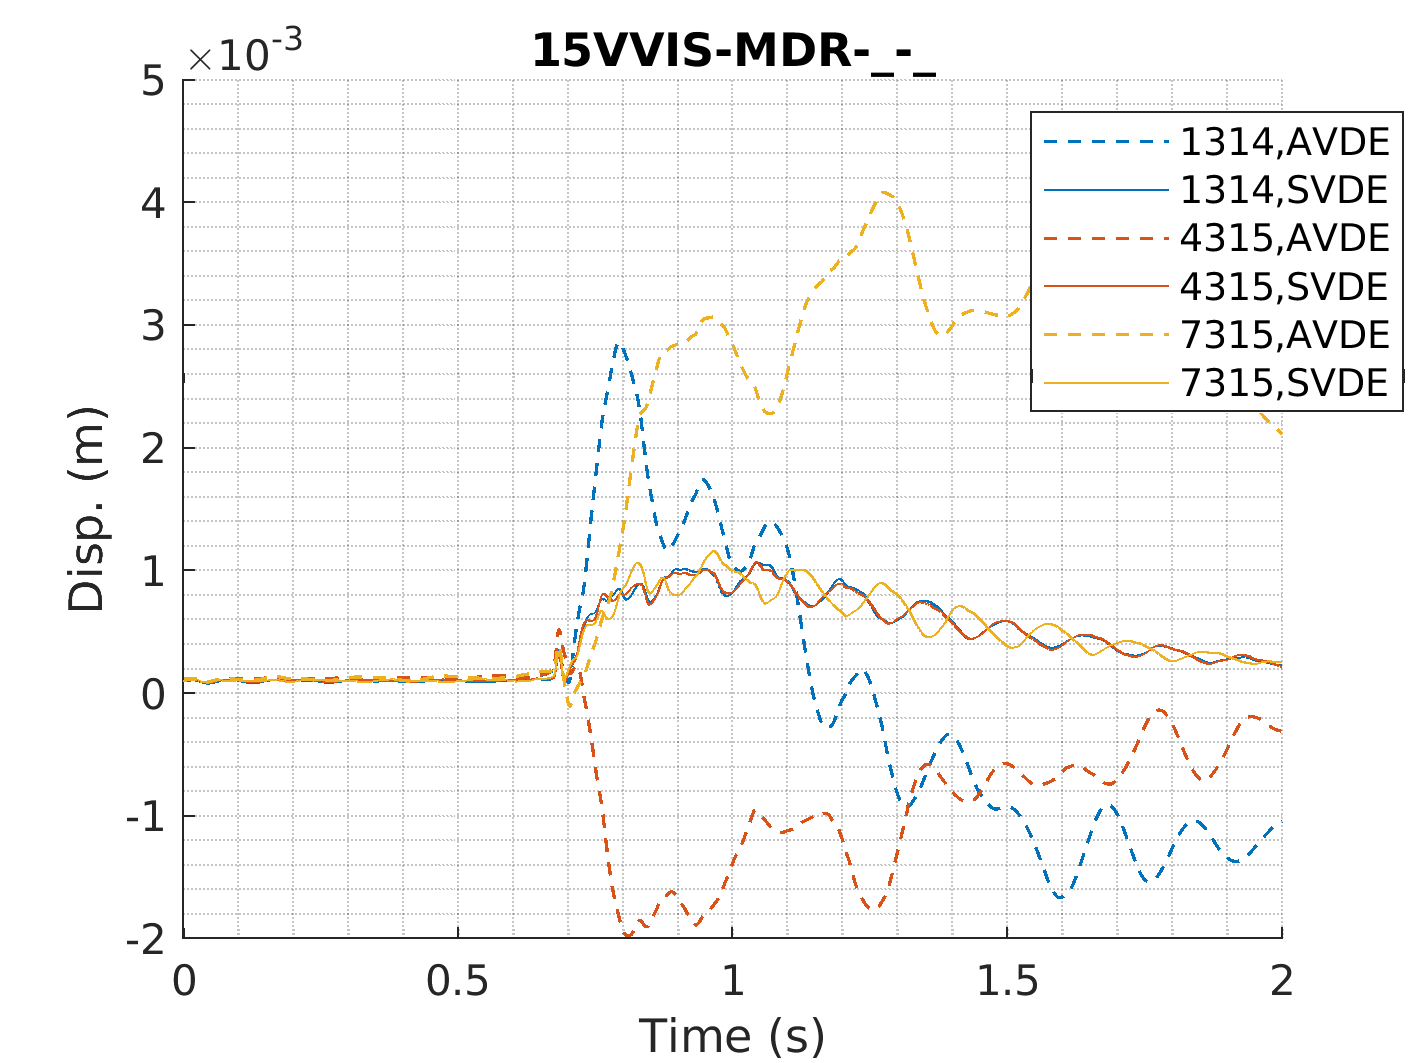 ×10-3
15VVIS-MDR-_-_
5
4
3
2
1
0
-1
-2
Disp. (m)
0 0.5 1 1.5 2
Time (s)
1314,AVDE
1314,SVDE
4315,AVDE
4315,SVDE
7315,AVDE
7315,SVDE